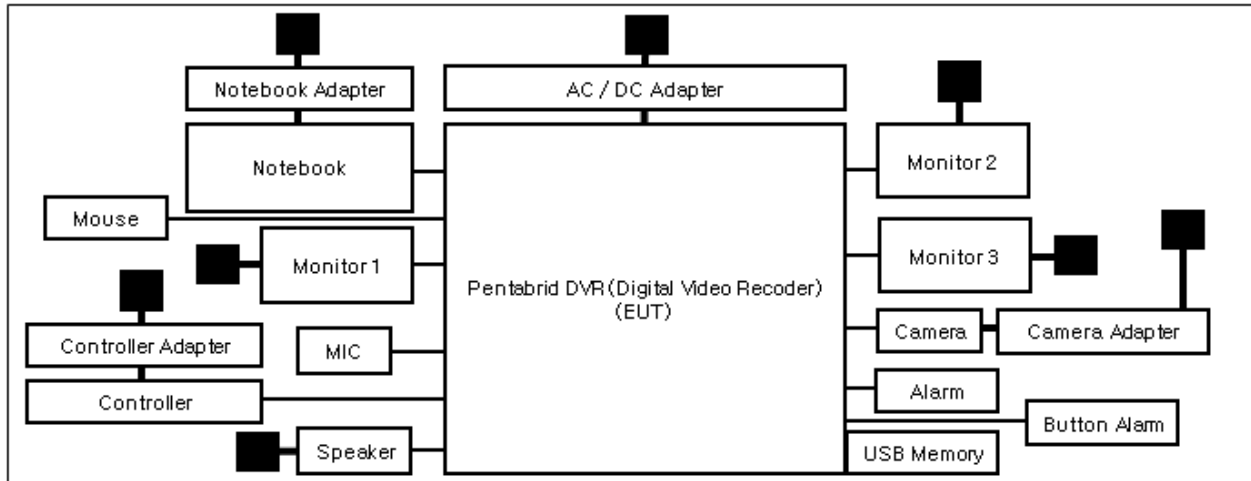 Notebook Adapter
AC / DC Adapter
Notebook
Monitor 2
Mouse
Monitor 1
Monitor 3
Pentabrid DVR(Digital Video Recoder)
(EUT)
Controller Adapter
MIC
Camera
Camera Adapter
Controller
Alarm
Button Alarm
Speaker
USB Memory